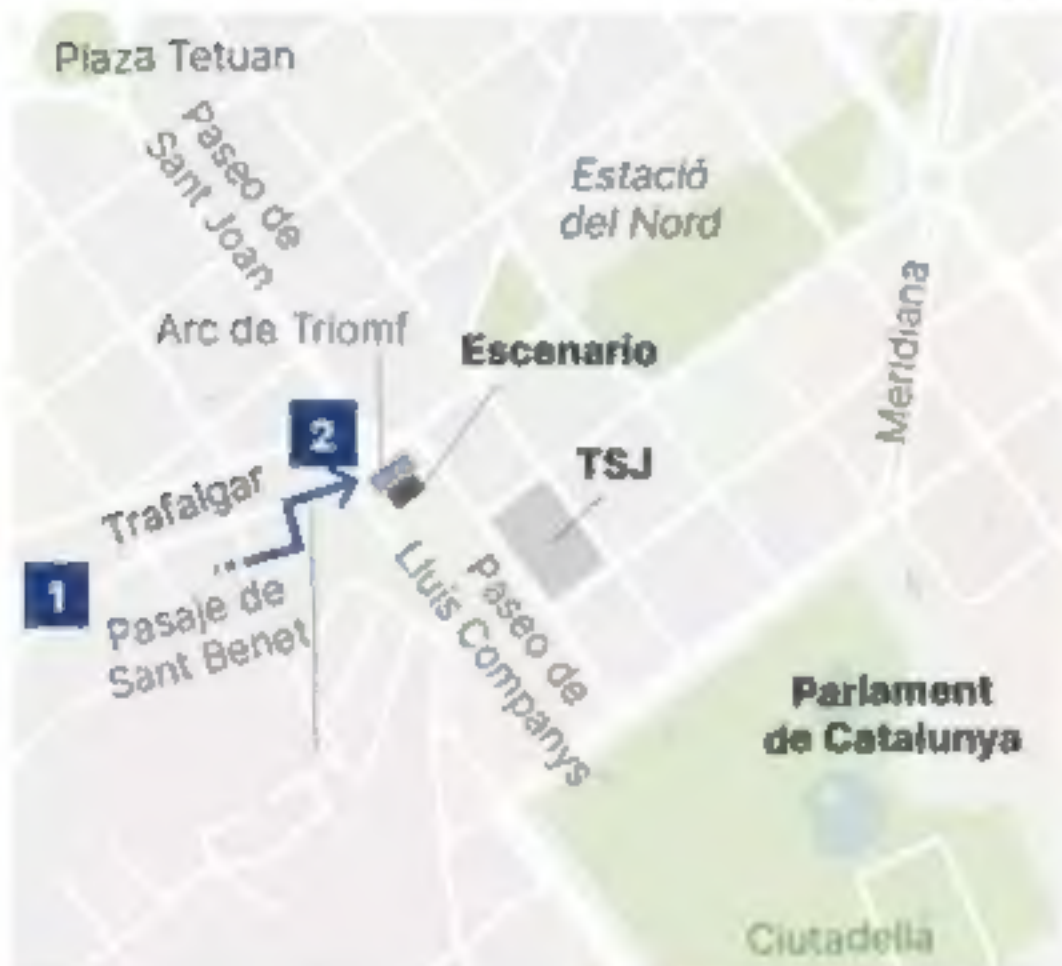 Plaza Tetuan
Paseo de
Sant Joan
Estació
del Nord
Arc de Triomf
Escenario
Meridiana
2
TSJ
Trafalgar
1
Pasaje de
Sant Benet
Paseo de
Lluís Companys
Parlament
de Catalunya
Ciutadella